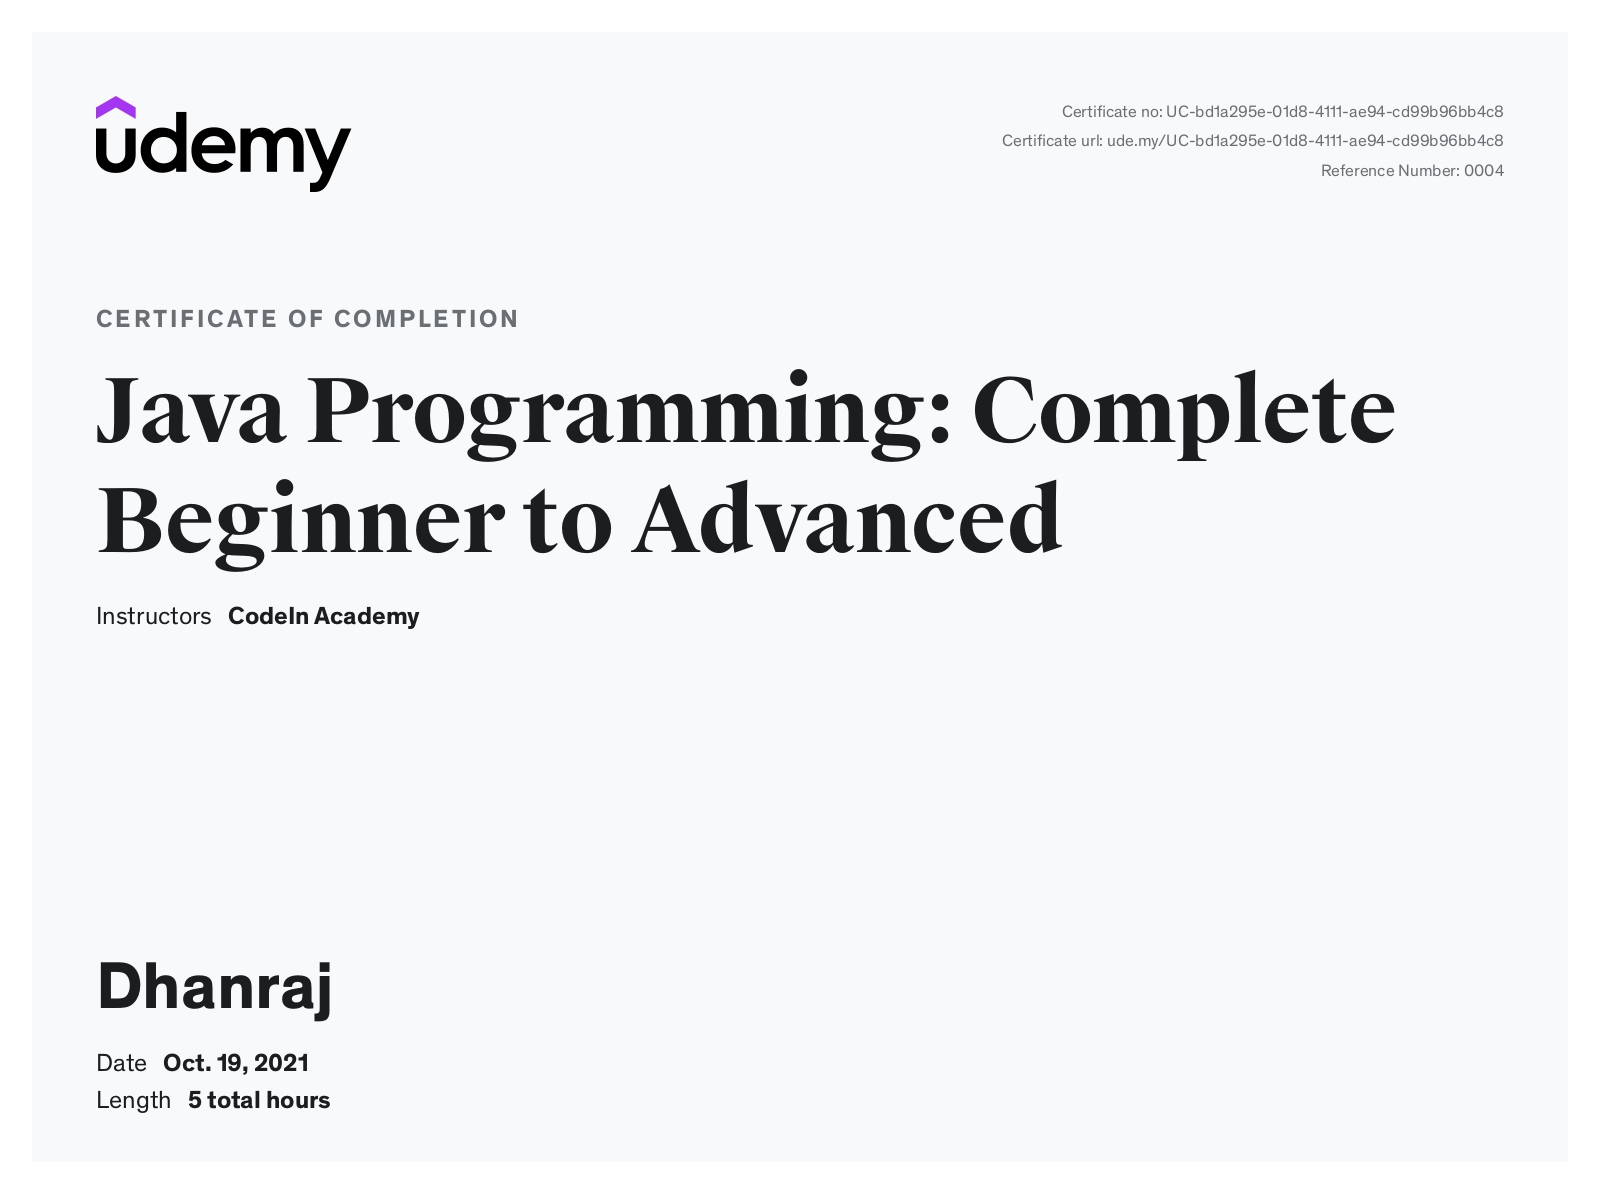 udemy
Certificate no: UC-bd1a295e-01d8-4111-ae94-cd99b96bb4c8
Certificate url: ude.my/UC-bd1a295e-01d8-4111-ae94-cd99b96bb4c8
Reference Number: 0004
CERTIFICATE OF COMPLETION
Java Programming: Complete
Beginner to Advanced
Instructors CodeIn Academy
Dhanraj
Date Oct. 19, 2021
Length 5 total hours